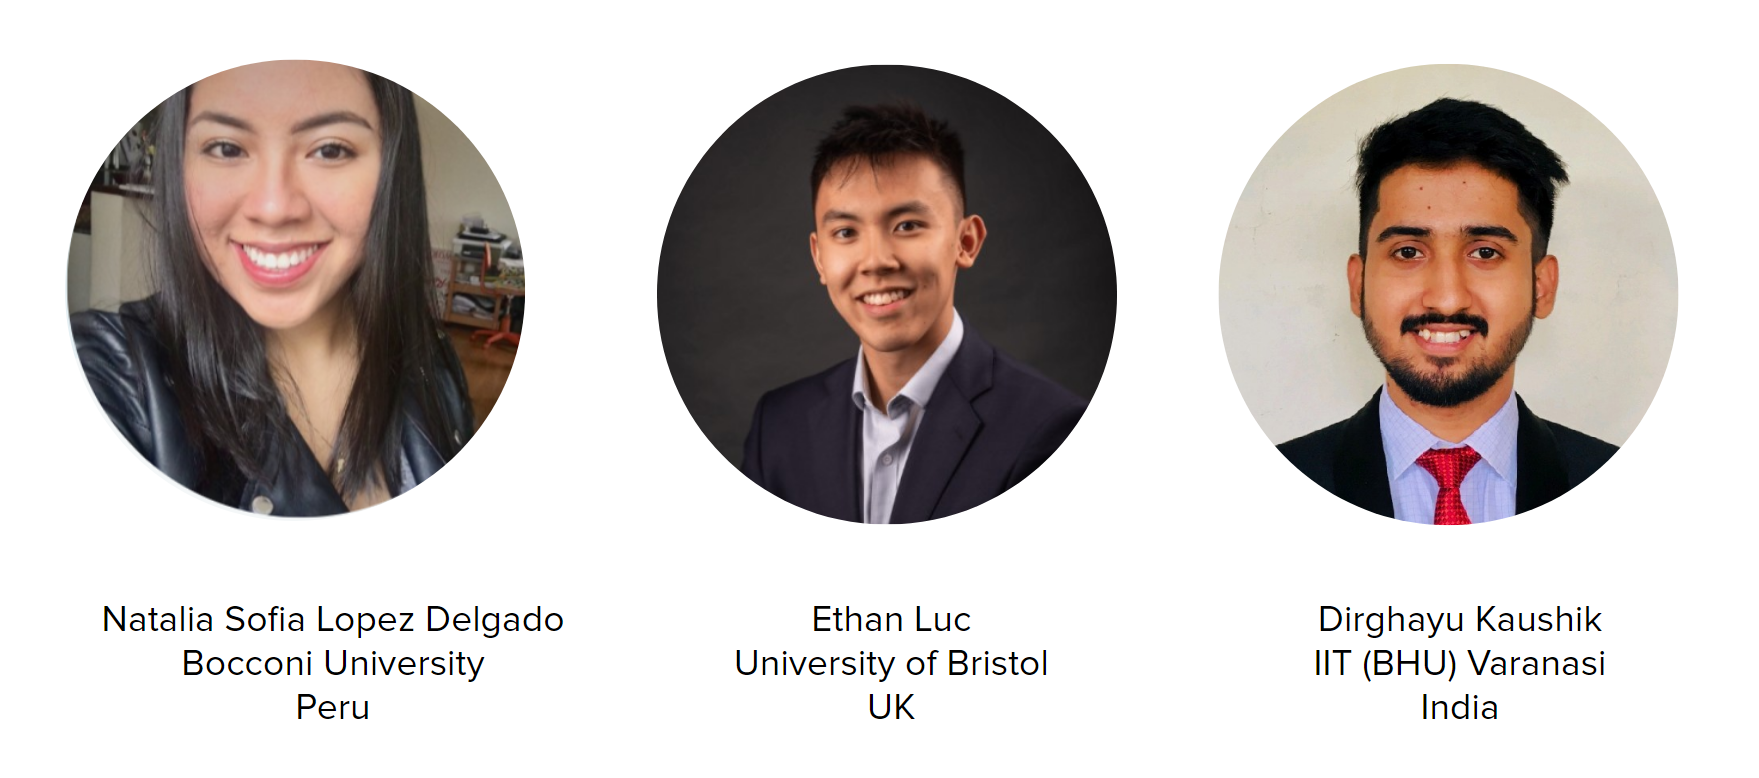 Natalia Sofia Lopez Delgado
Bocconi University
Peru
Ethan Luc
University of Bristol
UK
Dirghayu Kaushik
IIT (BHU) Varanasi
India